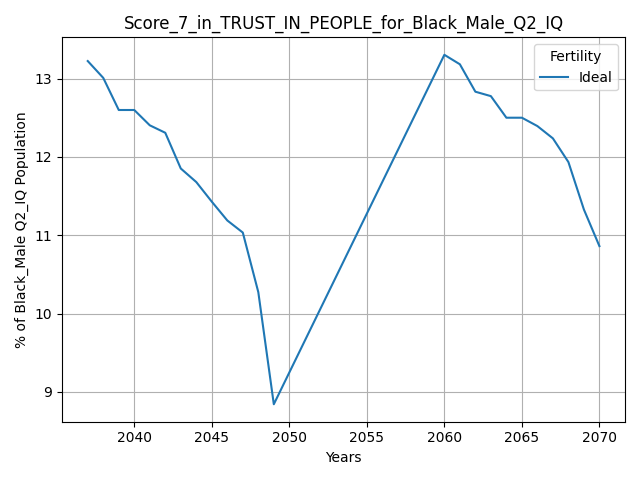 Score_7_in_TRUST_IN_PEOPLE_for_Black_Male_Q2_IQ
Fertility
Ideal
% of Black_Male Q2_IQ Population
13
12
11
10
9
2040 2045 2050 2055 2060 2065 2070
Years